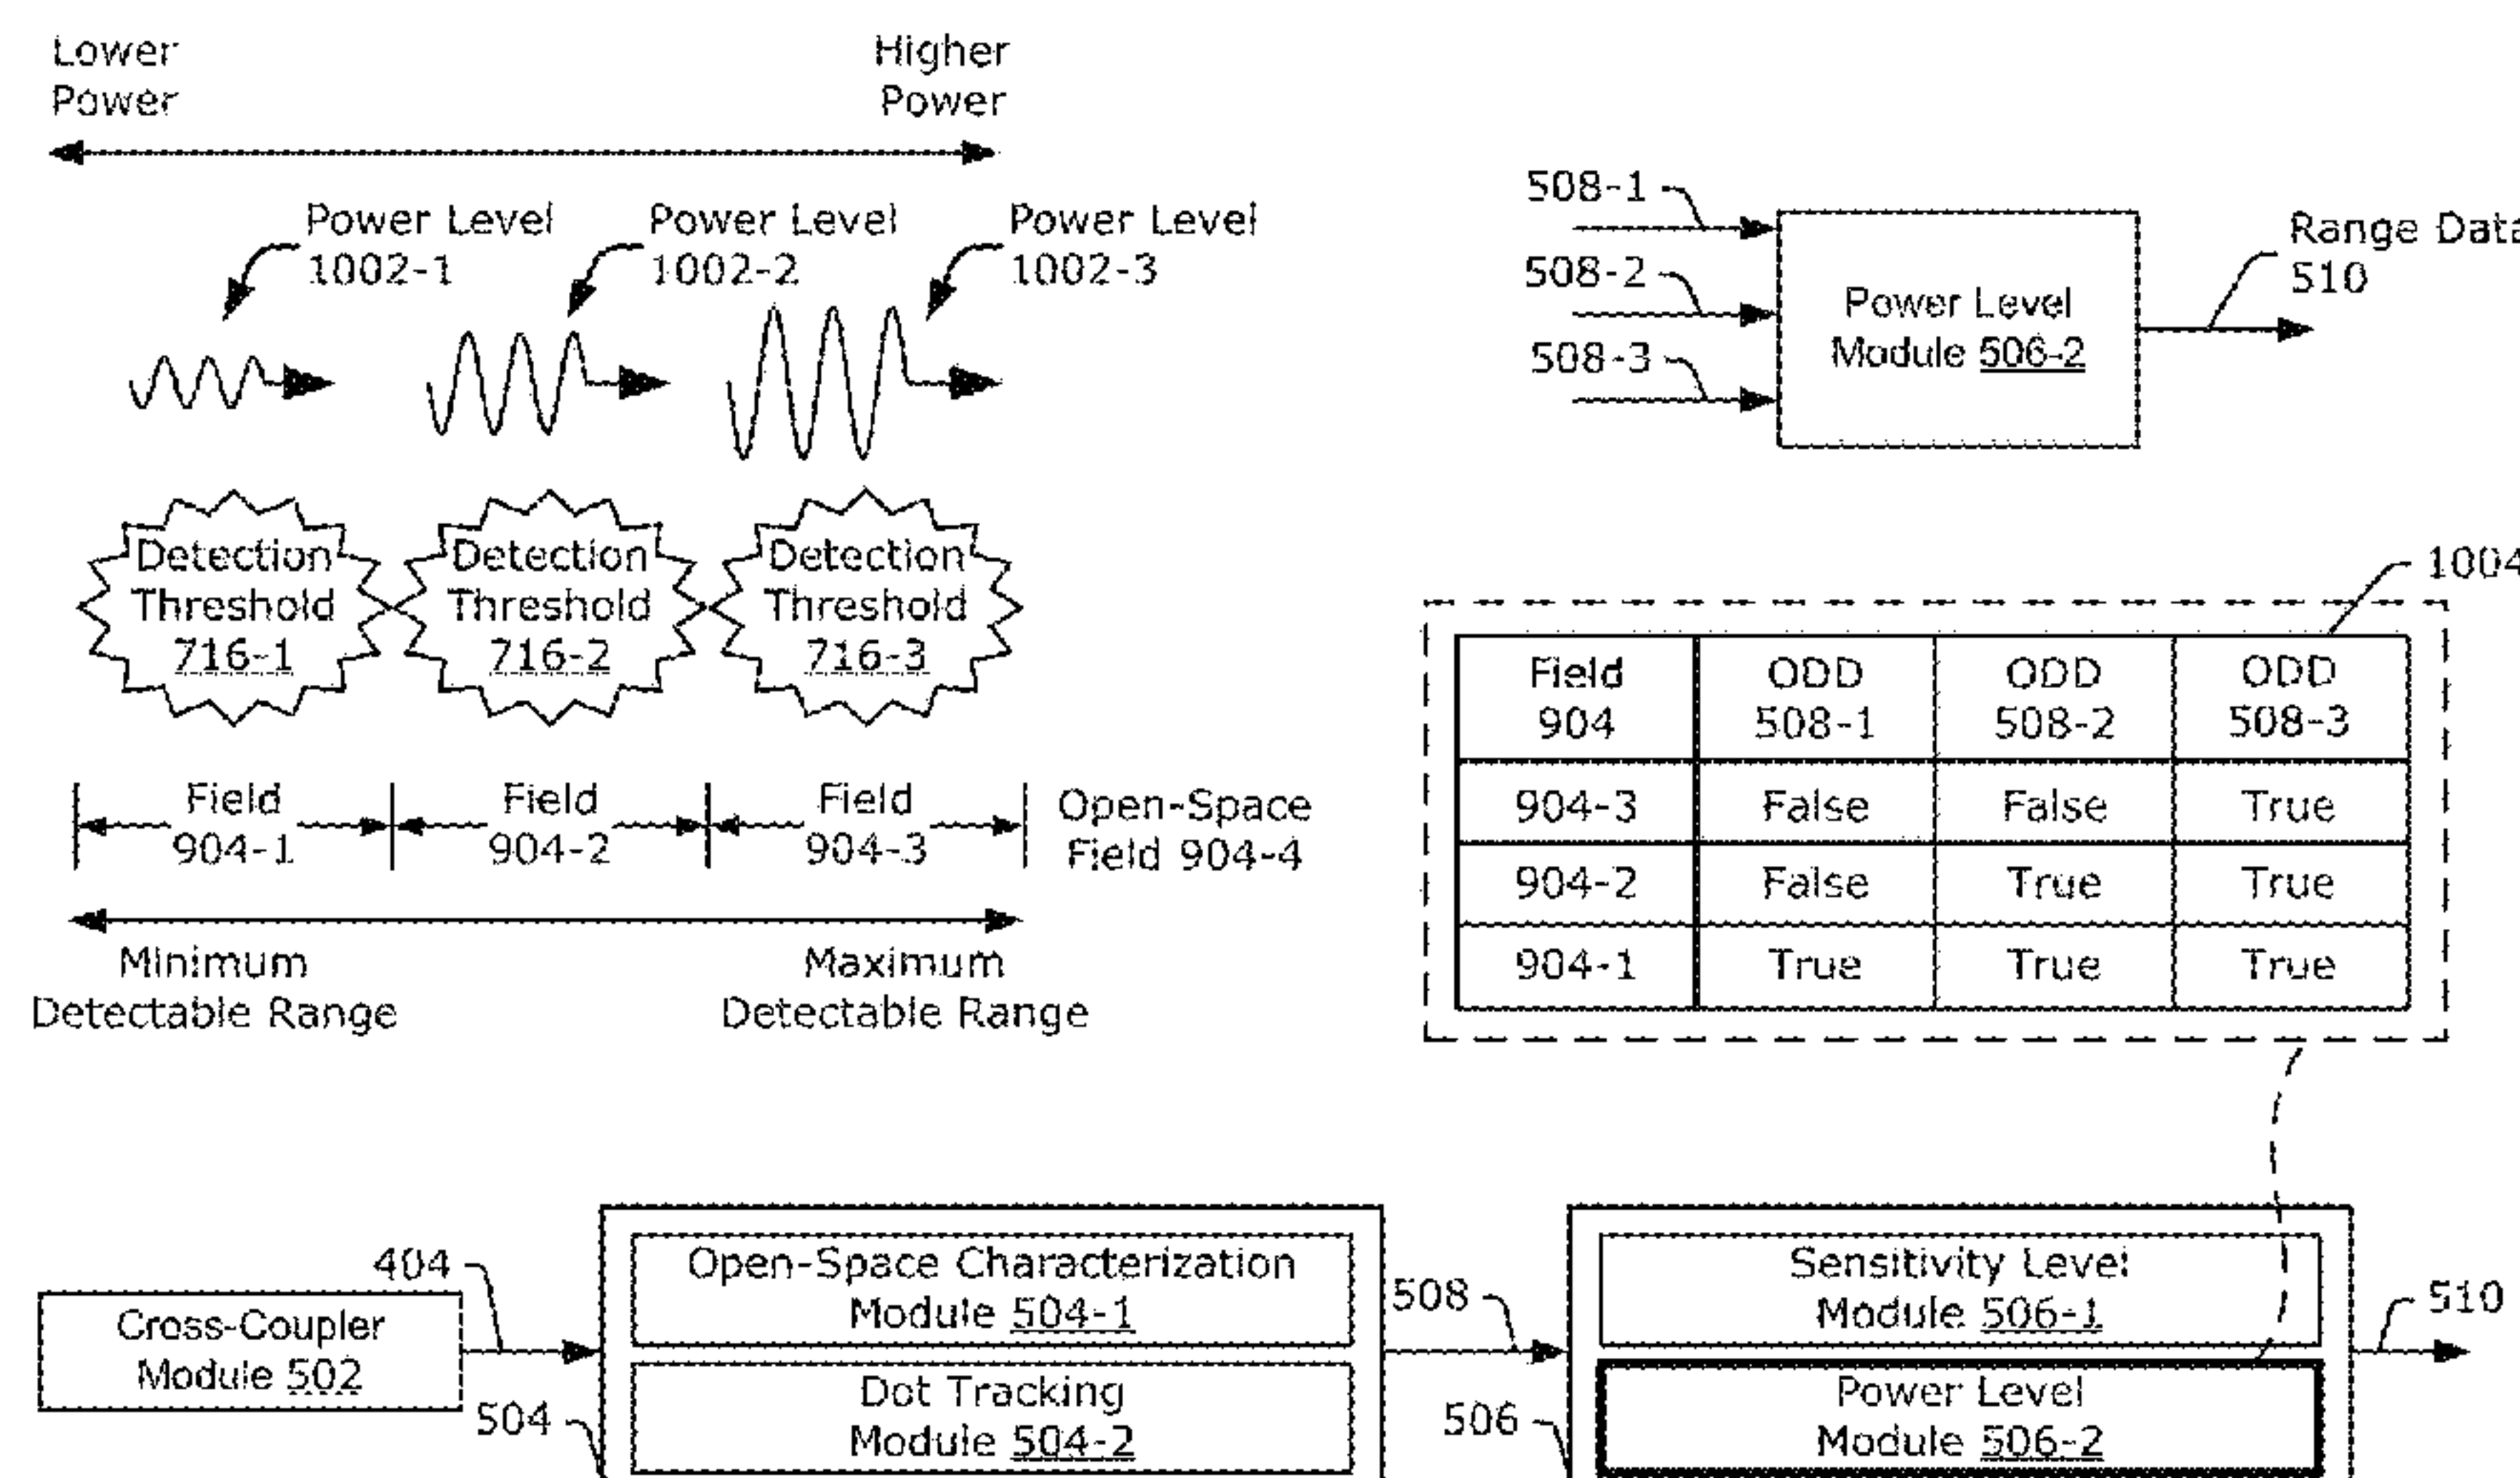 Lower
Power
Higher
Power
Power Level
1002-1
Power Level
1002-2
Power Level
1002-3
Detection
Threshold
716-1
Detection
Threshold
716-2
Detection
Threshold
716-3
Field
904-1
Field
904-2
Field
904-3
Open-Space
Field 904-4
Minimum
Detectable Range
Maximum
Detectable Range
508-1
508-2
508-3
Power Level
Module 506-2
Range Data
510
1004
Field
904
ODD
508-1
ODD
508-2
ODD
508-3
904-3 False False True
904-2 False True True
904-1 True True True
Cross-Coupler
Module 502
404
504
Open-Space Characterization
Module 504-1
Dot Tracking
Module 504-2
508
506
Sensitivity Level
Module 506-1
Power Level
Module 506-2
510